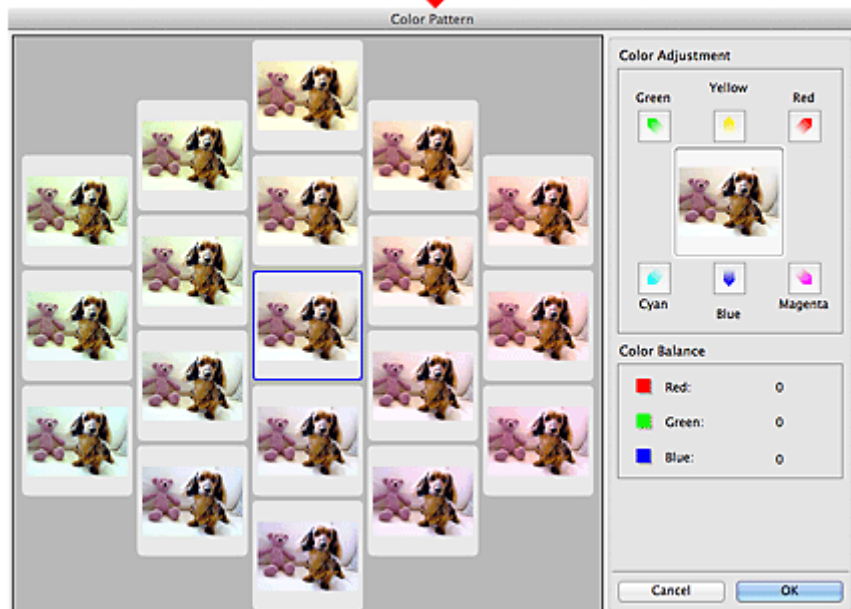 Color Pattern
Color Adjustment
Yellow
Green
Red
Cyan
Blue
Magenta
Color Balance
Red: 0
Green: 0
Blue: 0
Cancel
OK